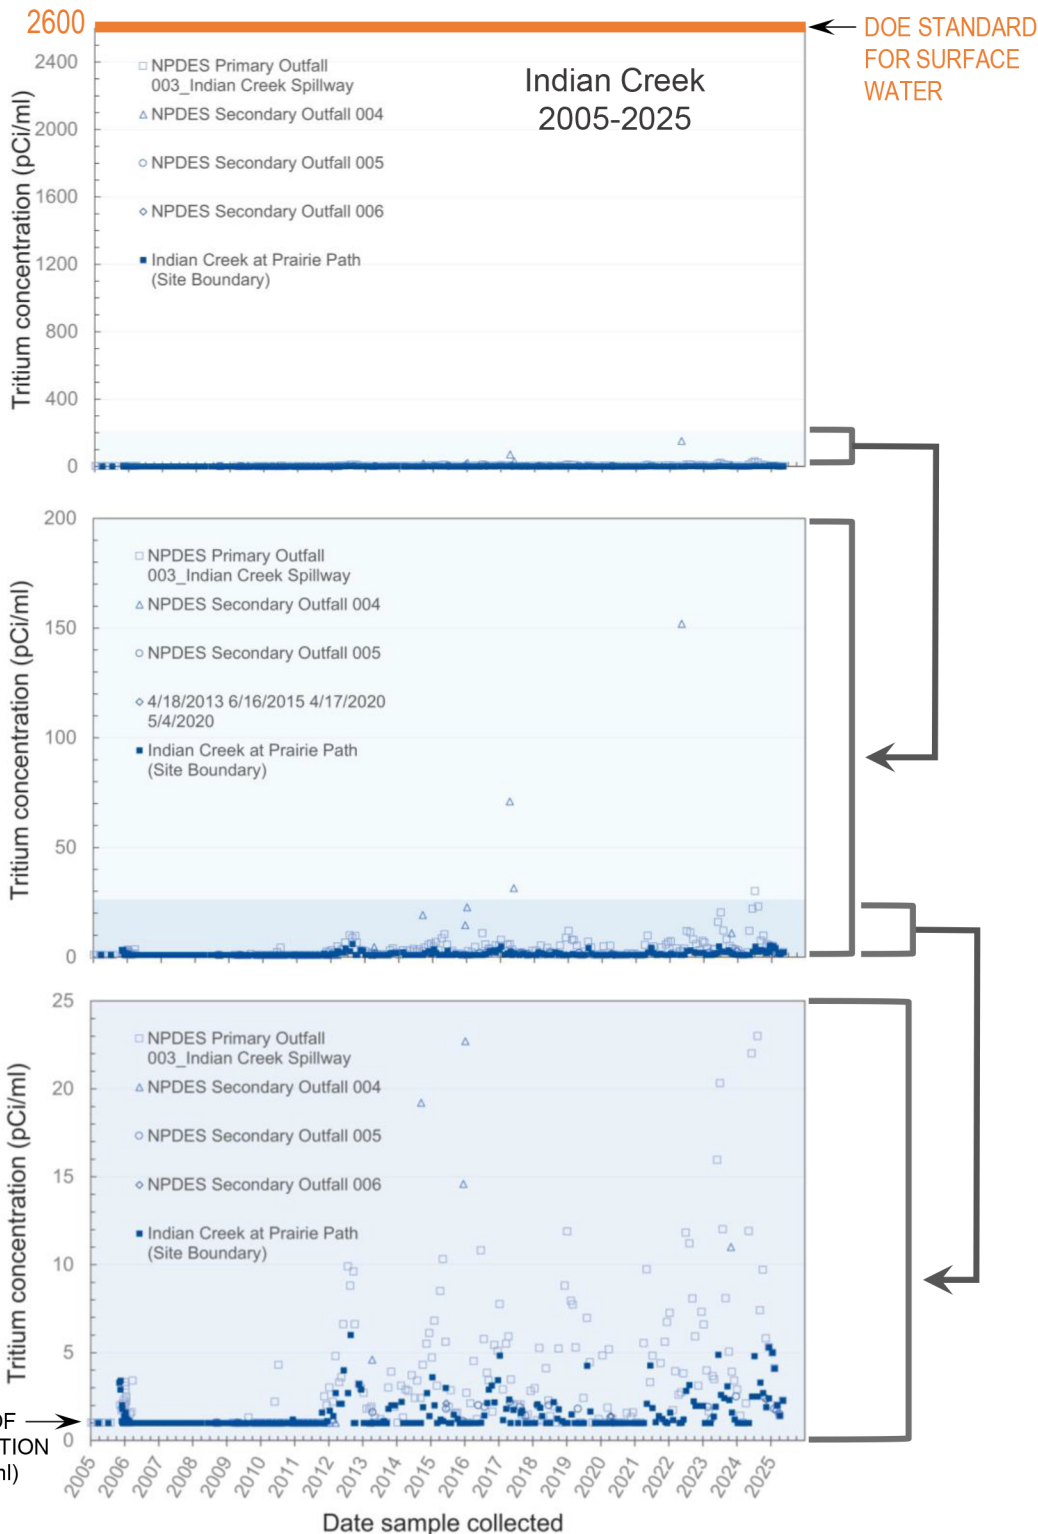 2600
DOE STANDARD
FOR SURFACE
WATER
Indian Creek
2005-2025
Tritium concentration (pCi/ml)
2400
2000
1600
1200
800
400
0
NPDES Primary Outfall
003_Indian Creek Spillway
NPDES Secondary Outfall 004
NPDES Secondary Outfall 005
NPDES Secondary Outfall 006
Indian Creek at Prairie Path
(Site Boundary)
Tritium concentration (pCi/ml)
200
150
100
50
0
NPDES Primary Outfall
003_Indian Creek Spillway
NPDES Secondary Outfall 004
NPDES Secondary Outfall 005
4/18/2013 6/16/2015 4/17/2020
5/4/2020
Indian Creek at Prairie Path
(Site Boundary)
Tritium concentration (pCi/ml)
25
20
15
10
5
0
NPDES Primary Outfall
003_Indian Creek Spillway
NPDES Secondary Outfall 004
NPDES Secondary Outfall 005
NPDES Secondary Outfall 006
Indian Creek at Prairie Path
(Site Boundary)
OF
TION
ml)
2005 2006 2007 2008 2009 2010 2011 2012 2013 2014 2015 2016 2017 2018 2019 2020 2021 2022 2023 2024 2025
Date sample collected